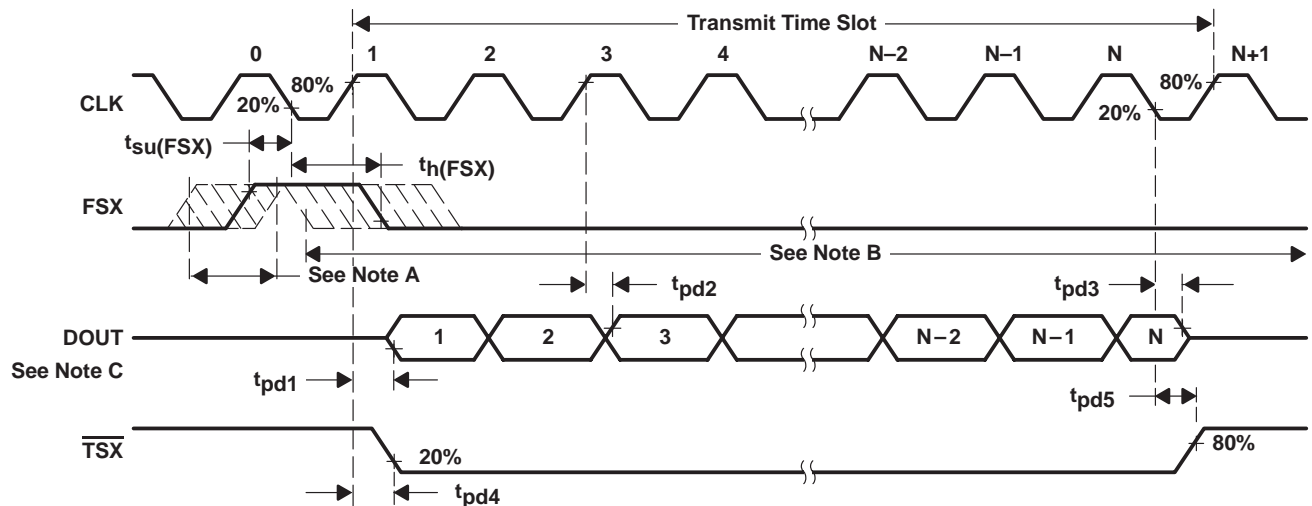 Transmit Time Slot
0 1 2 3 4 N–2 N–1 N N+1
CLK
20% 80% 20% 80%
tsu(FSX)
th(FSX)
FSX
See Note A
See Note B
tpd2
tpd3
DOUT
1 2 3 N–2 N–1 N
See Note C
tpd1
tpd5
TSX
20%
80%
tpd4